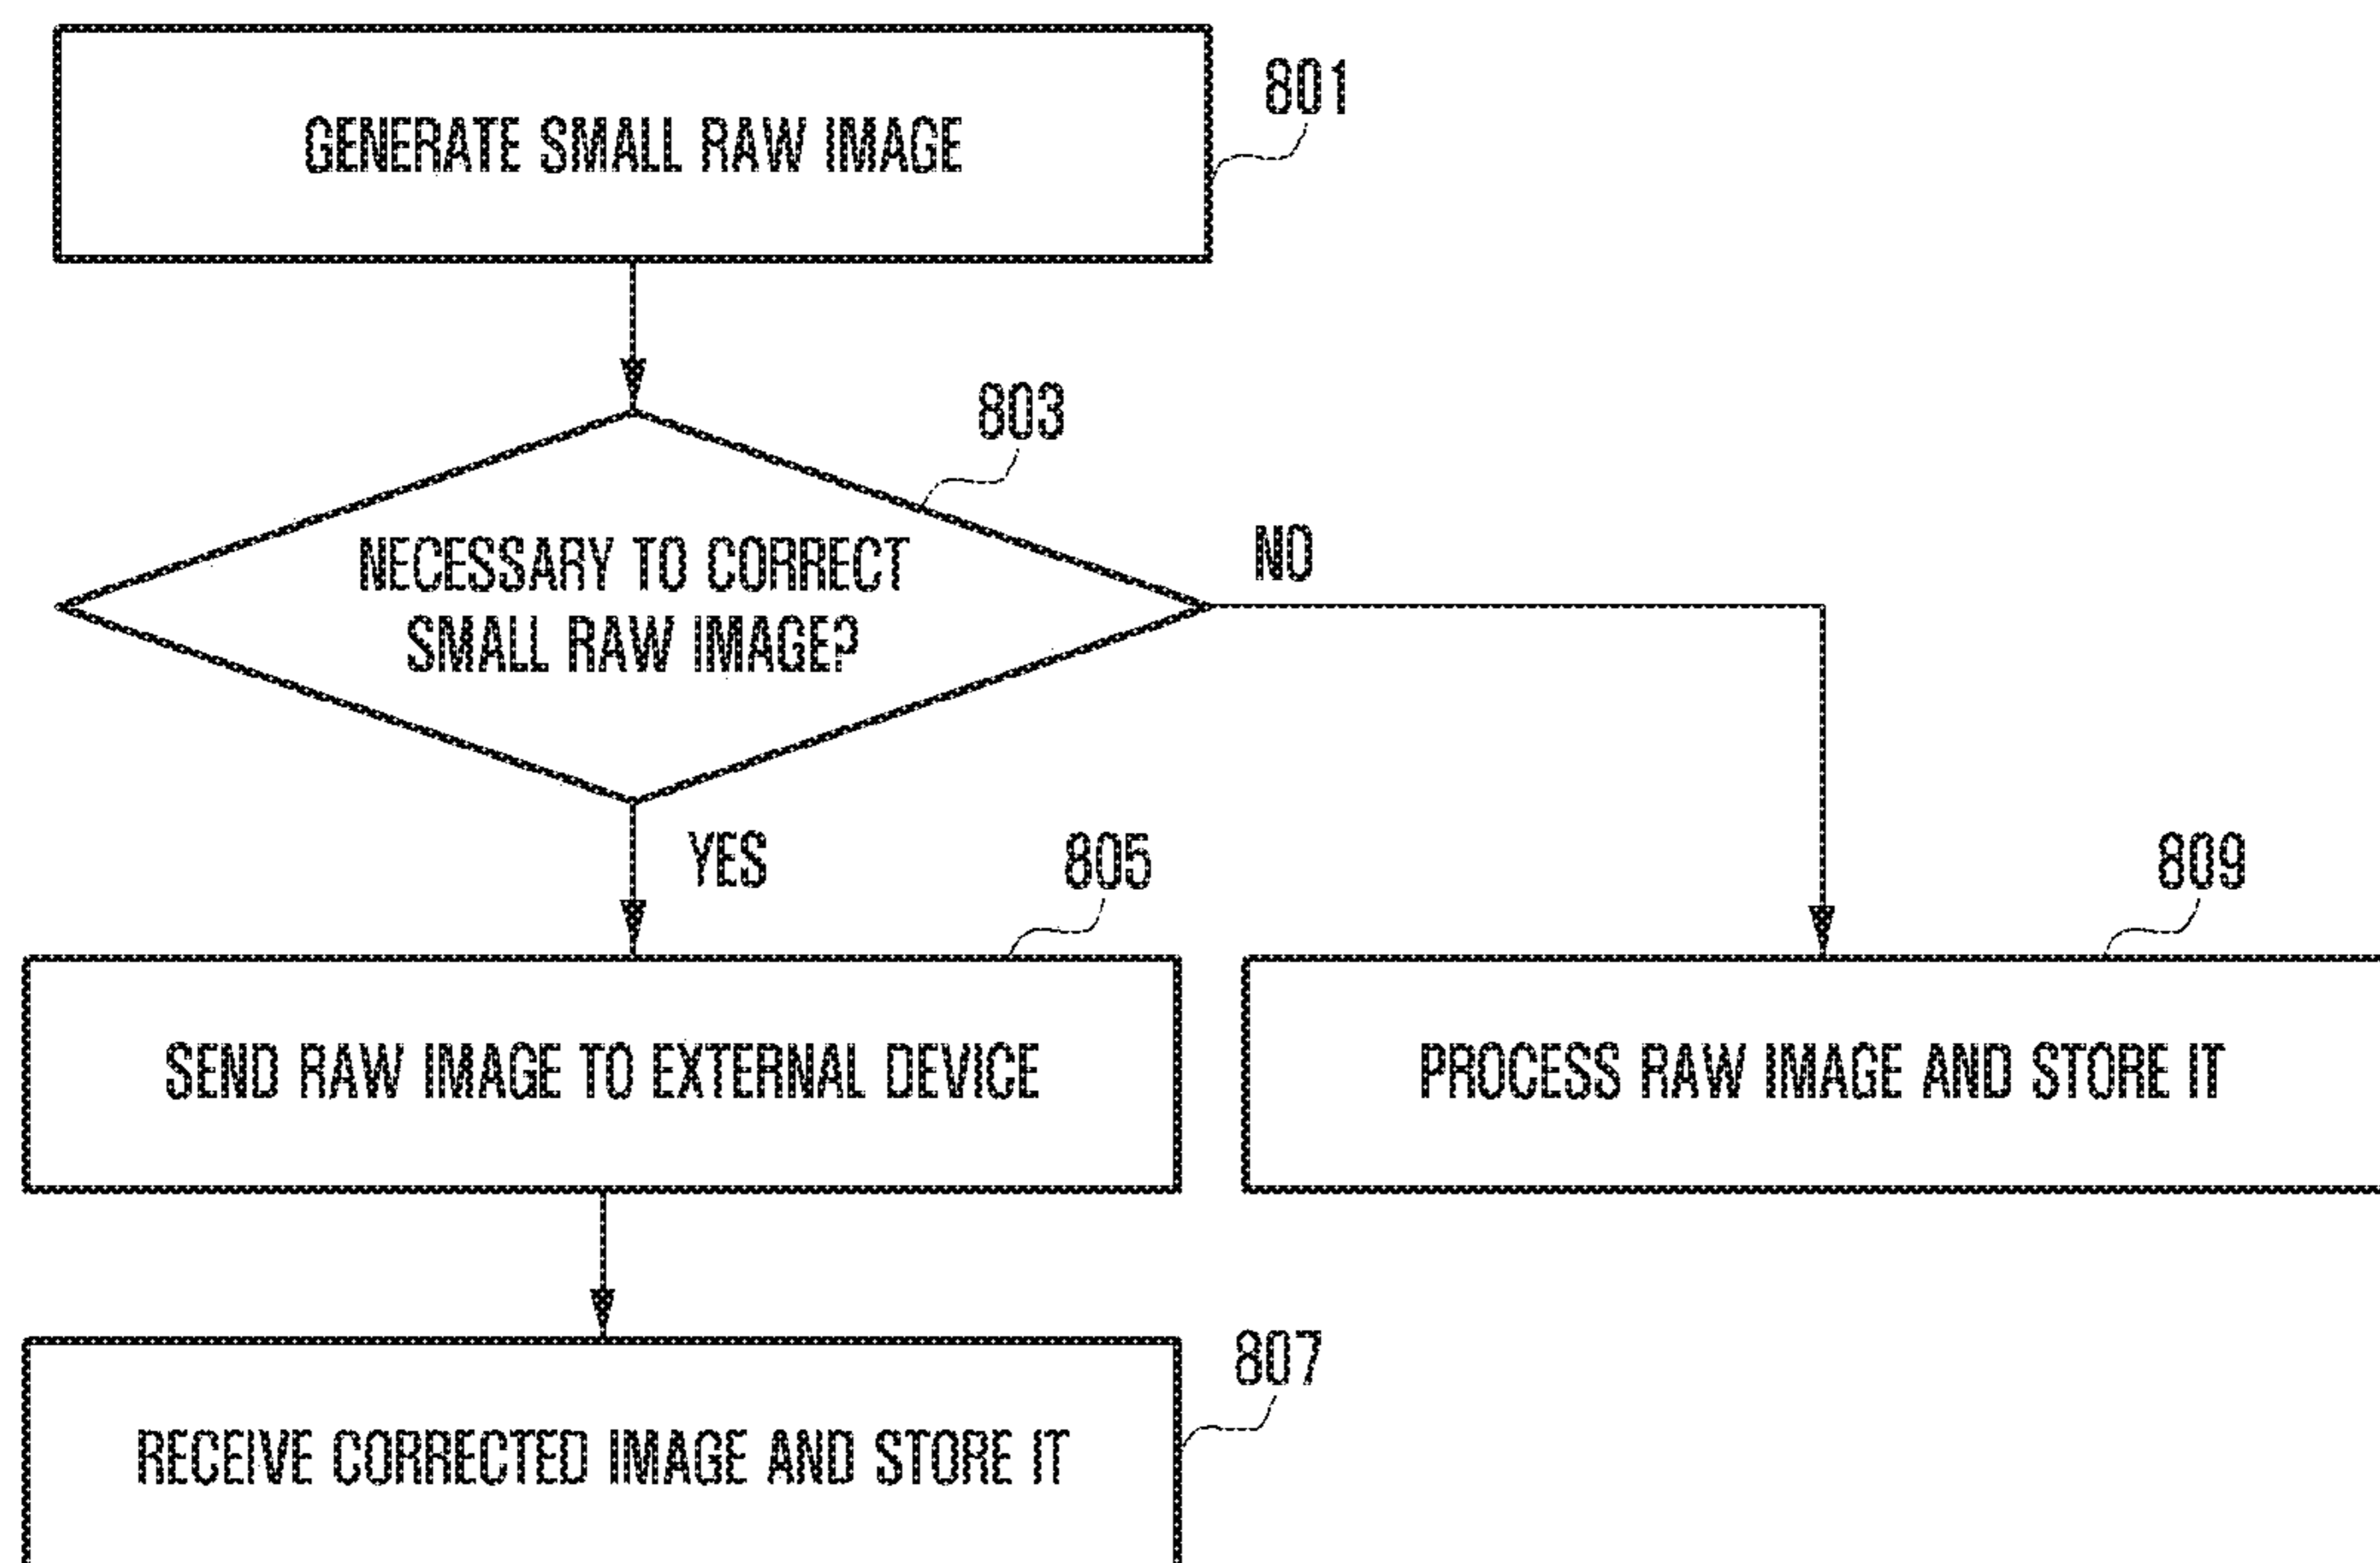 GENERATE SMALL RAW IMAGE
801
803
NECESSARY TO CORRECT
SMALL RAW IMAGE?
NO
YES
805
809
SEND RAW IMAGE TO EXTERNAL DEVICE
PROCESS RAW IMAGE AND STORE IT
807
RECEIVE CORRECTED IMAGE AND STORE IT